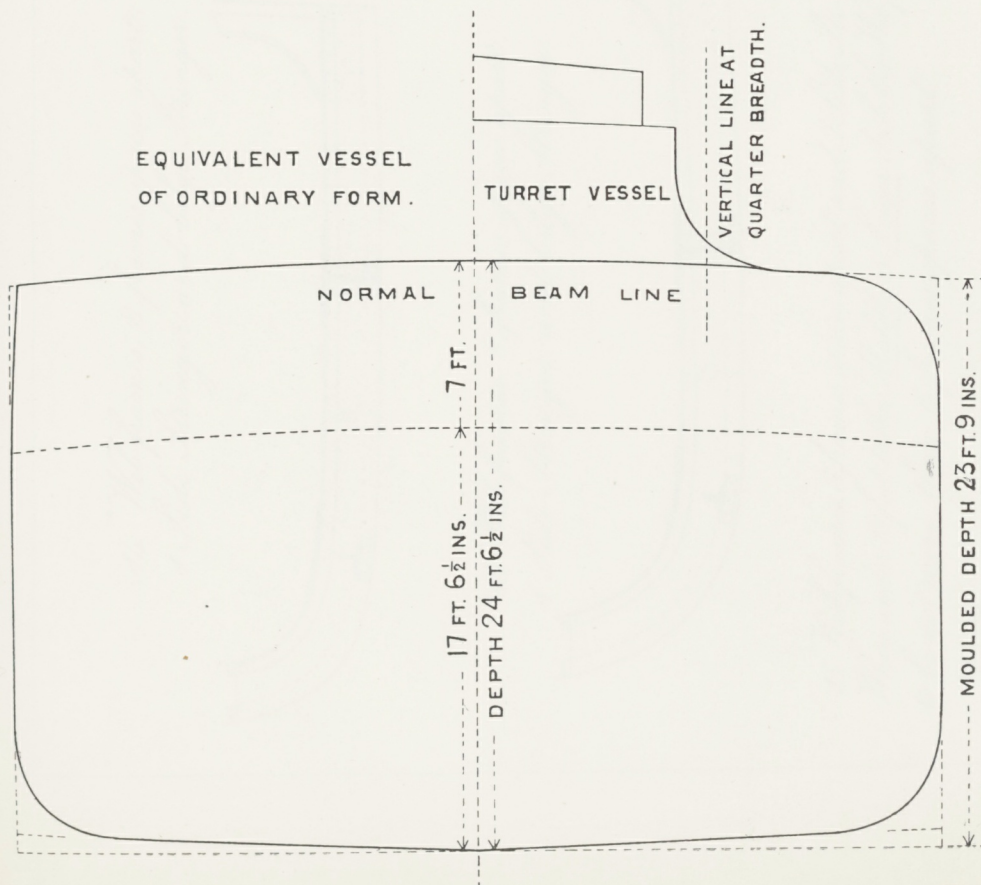 EQUIVALENT VESSEL
OF ORDINARY FORM.
TURRET VESSEL
VERTICAL LINE AT
QUARTER BREADTH.
NORMAL BEAM LINE
7 FT.
17 FT. 6½ INS.
DEPTH 24 FT. 6½ INS.
MOULDED DEPTH 23 FT. 9 INS.